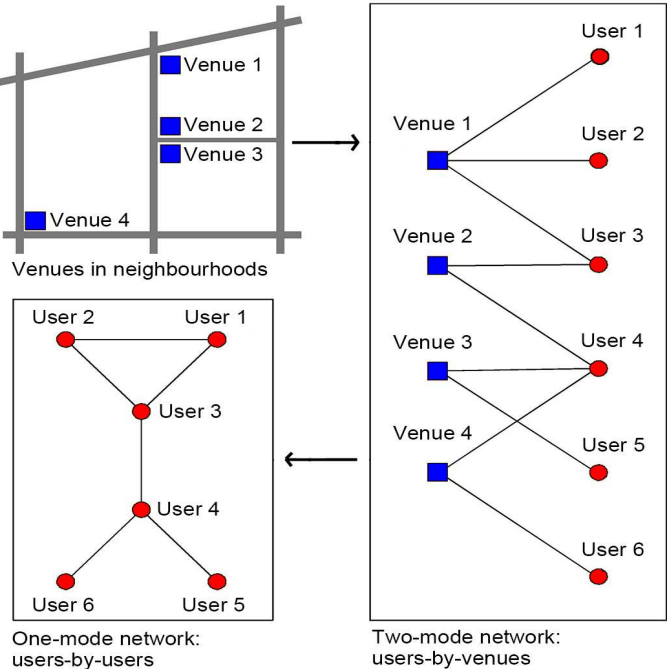 Venue 1
Venue 2
Venue 3
Venue 4
Venues in neighbourhoods
User 1
Venue 1
User 2
Venue 2
User 3
Venue 3
User 4
Venue 4
User 5
User 6
Two-mode network:
users-by-venues
User 2
User 1
User 3
User 4
User 6
User 5
One-mode network:
users-by-users